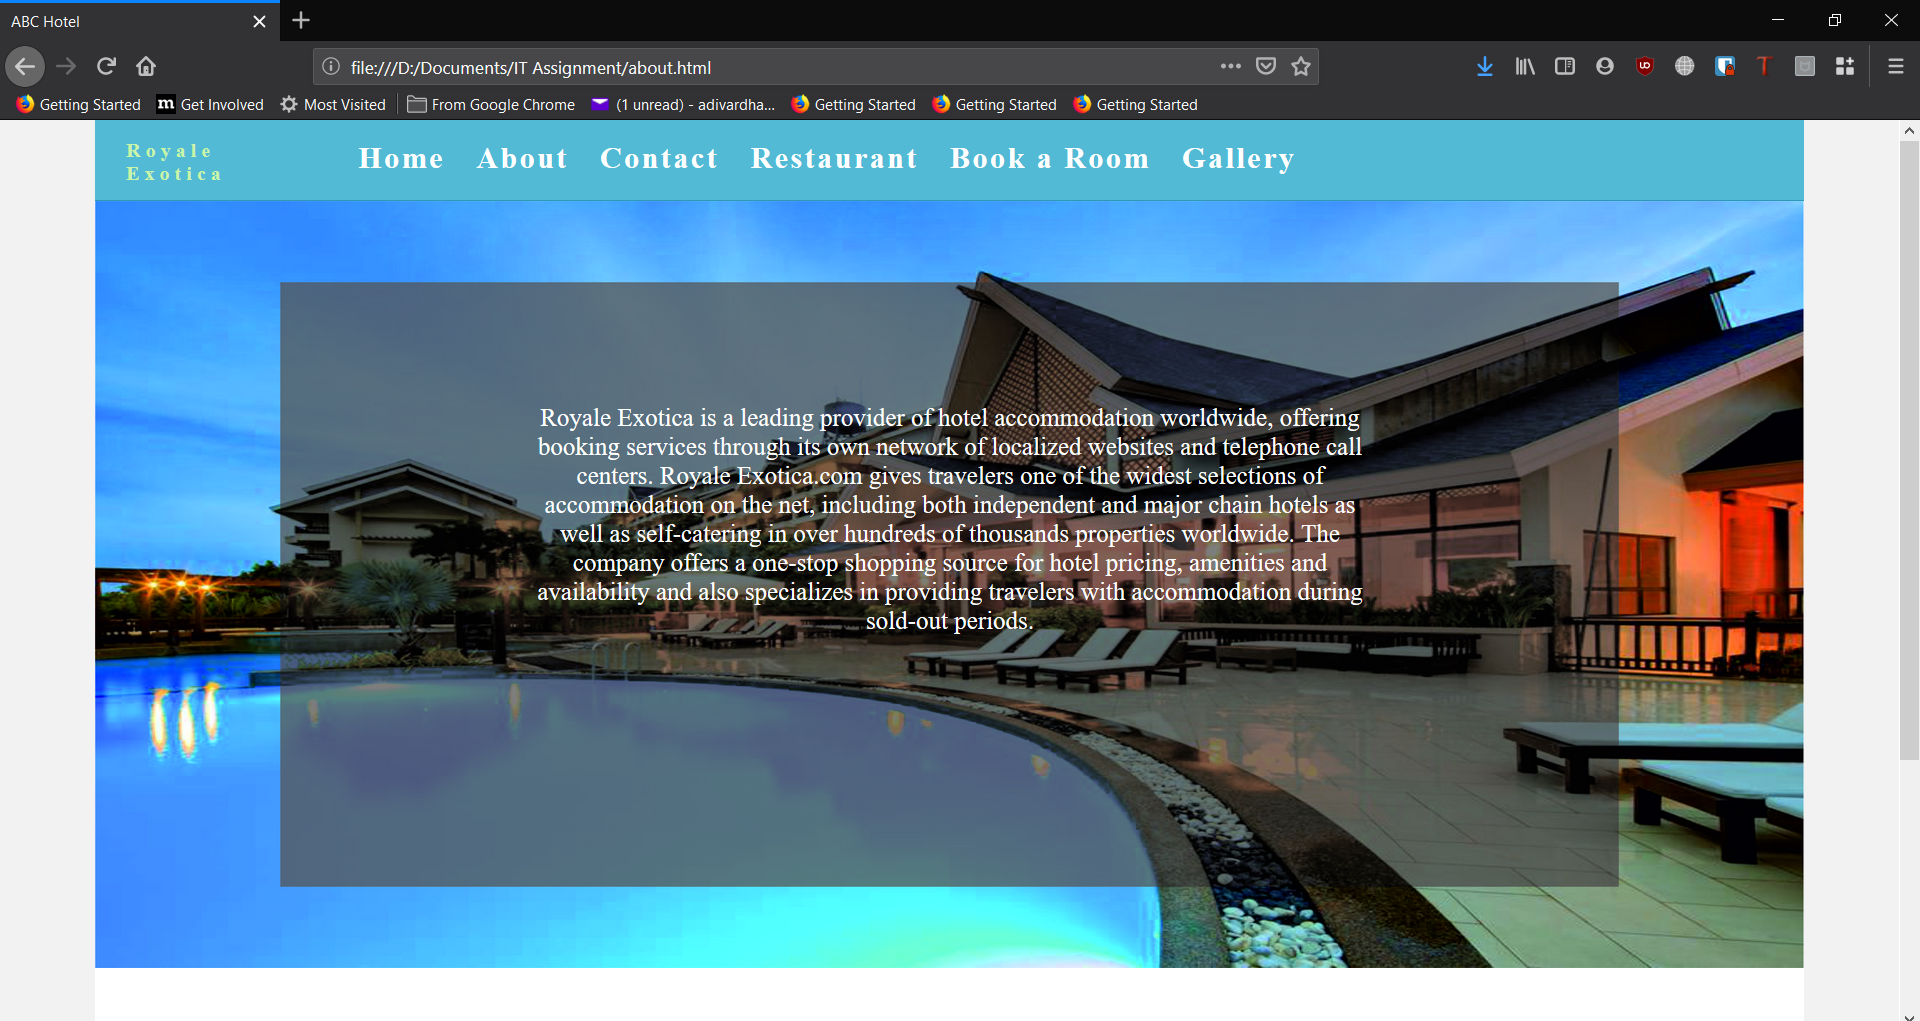 ABC Hotel
file:///D:/Documents/IT Assignment/about.html
Getting Started m Get Involved Most Visited From Google Chrome (1 unread) - adivardha... Getting Started Getting Started Getting Started
Royale
Exotica
Home About Contact Restaurant Book a Room Gallery
Royale Exotica is a leading provider of hotel accommodation worldwide, offering
booking services through its own network of localized websites and telephone call
centers. Royale Exotica.com gives travelers one of the widest selections of
accommodation on the net, including both independent and major chain hotels as
well as self-catering in over hundreds of thousands properties worldwide. The
company offers a one-stop shopping source for hotel pricing, amenities and
availability and also specializes in providing travelers with accommodation during
sold-out periods.